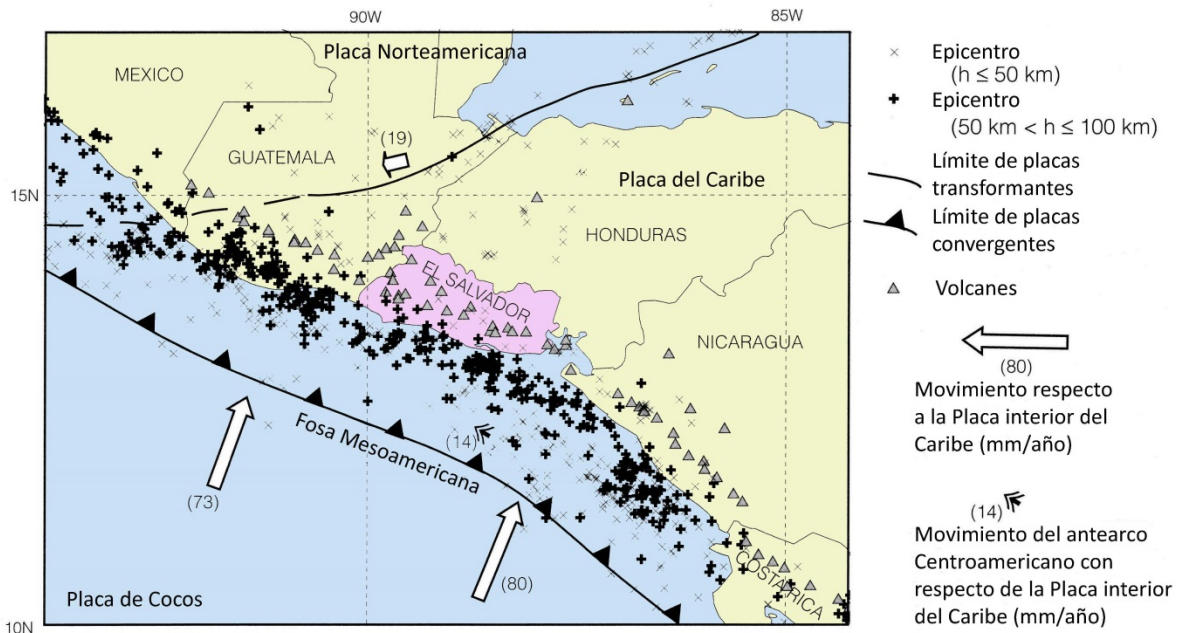 90W
85W
Placa Norteamericana
MEXICO
(19)
GUATEMALA
Placa del Caribe
15N
HONDURAS
EL SALVADOR
NICARAGUA
(14)
Fosa Mesoamericana
(73)
(80)
COSTA RICA
Placa de Cocos
10N
Epicentro
(h ≤ 50 km)
Epicentro
(50 km < h ≤ 100 km)
Límite de placas
transformantes
Límite de placas
convergentes
Volcanes
(80)
Movimiento respecto
a la Placa interior del
Caribe (mm/año)
(14)
Movimiento del antearco
Centroamericano con
respecto de la Placa interior
del Caribe (mm/año)